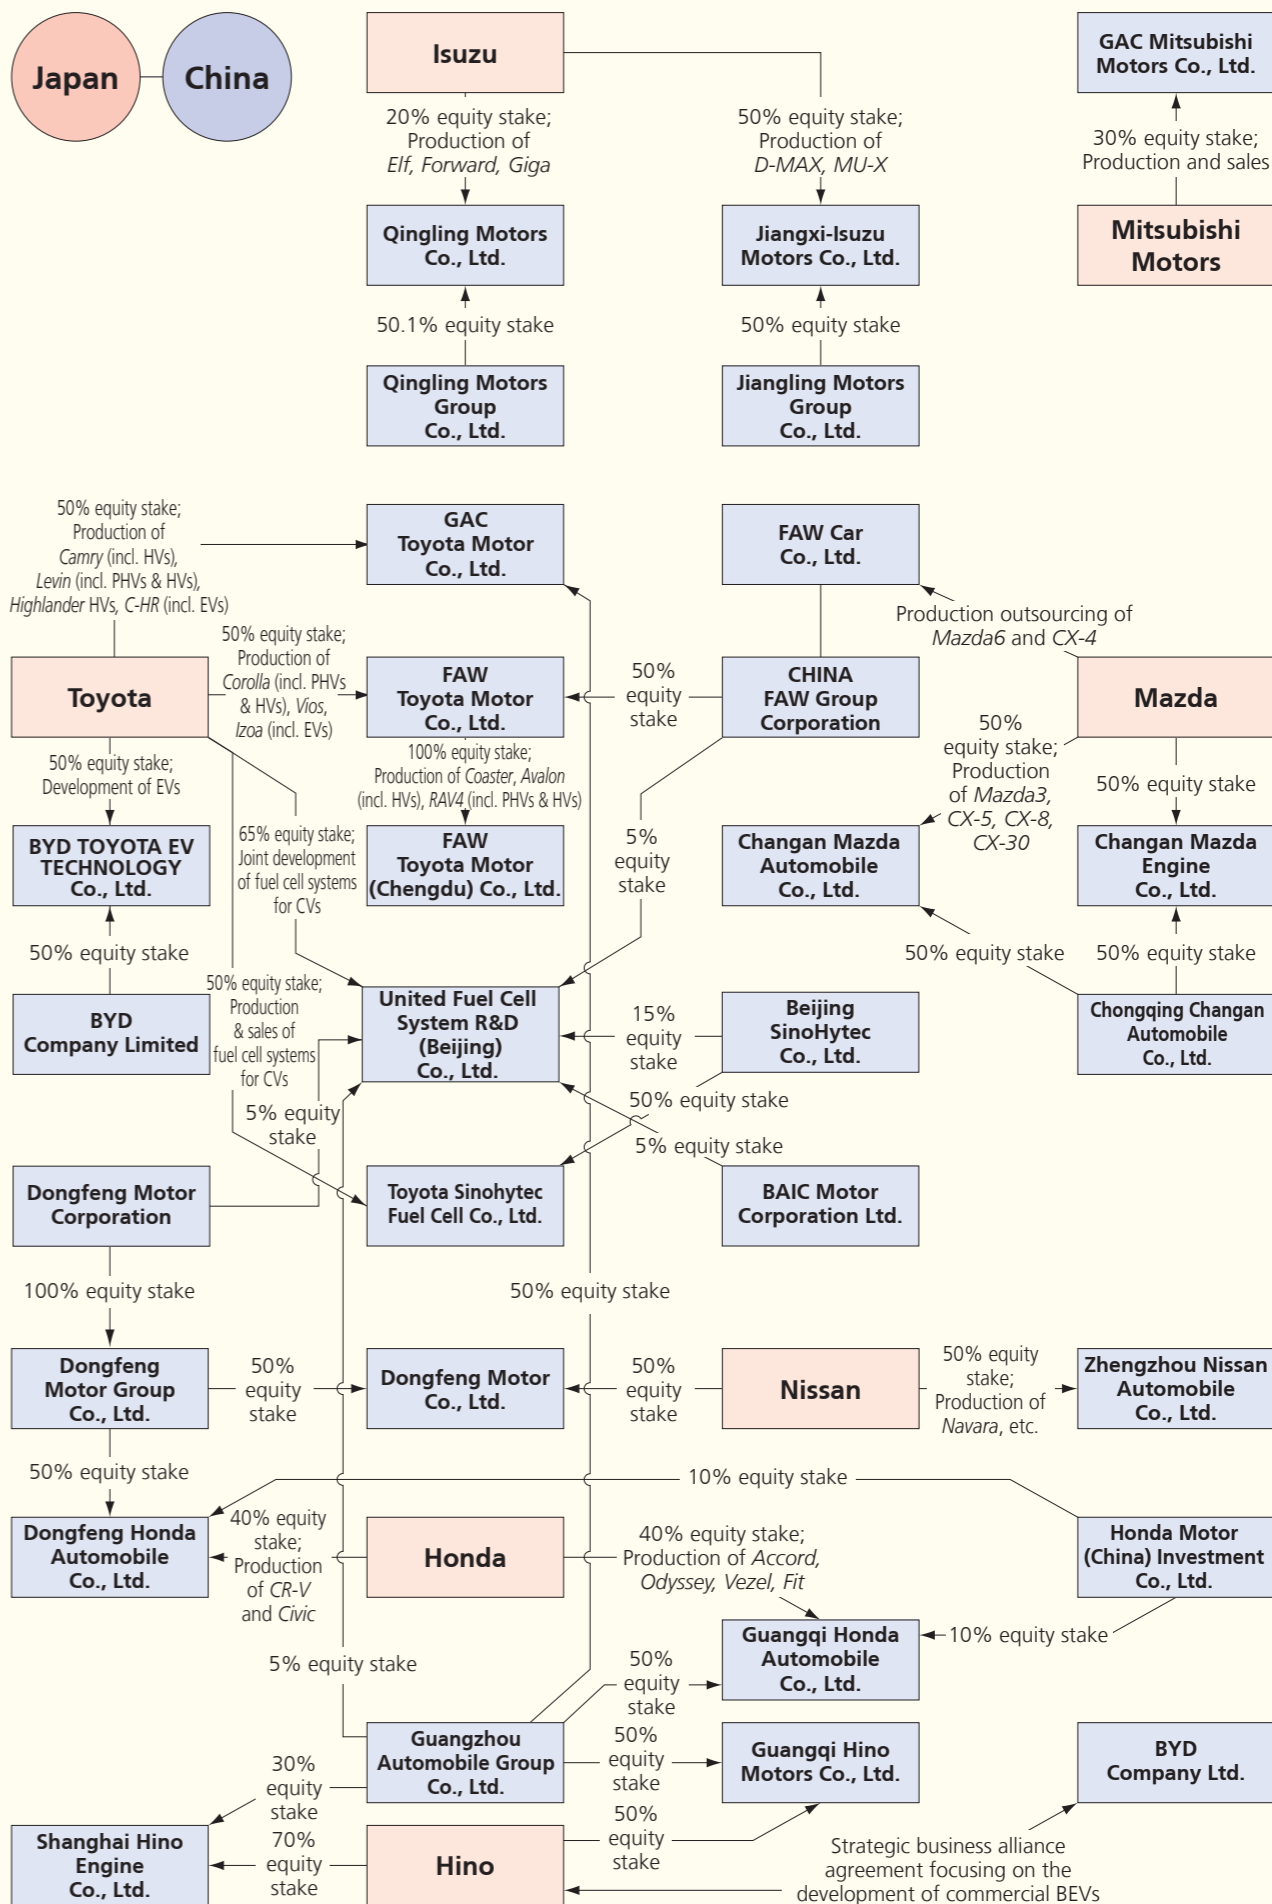 Japan
China
Isuzu
GAC Mitsubishi
Motors Co., Ltd.
20% equity stake;
Production of
Elf, Forward, Giga
50% equity stake;
Production of
D-MAX, MU-X
30% equity stake;
Production and sales
Qingling Motors
Co., Ltd.
Jiangxi-Isuzu
Motors Co., Ltd.
Mitsubishi
Motors
50.1% equity stake
50% equity stake
Qingling Motors
Group
Co., Ltd.
Jiangling Motors
Group
Co., Ltd.
50% equity stake;
Production of
Camry (incl. HVs),
Levin (incl. PHVs & HVs),
Highlander HVs, C-HR (incl. EVs)
GAC
Toyota Motor
Co., Ltd.
FAW Car
Co., Ltd.
Production outsourcing of
Mazda6 and CX-4
Toyota
50% equity stake;
Production of
Corolla (incl. PHVs
& HVs), Vios,
Izoa (incl. EVs)
FAW
Toyota Motor
Co., Ltd.
50%
equity
stake
CHINA
FAW Group
Corporation
Mazda
50% equity stake;
Development of EVs
100% equity stake;
Production of Coaster, Avalon
(incl. HVs), RAV4 (incl. PHVs & HVs)
50%
equity stake;
Production
of Mazda3,
CX-5, CX-8,
CX-30
50% equity stake
BYD TOYOTA EV
TECHNOLOGY
Co., Ltd.
65% equity stake;
Joint development
of fuel cell systems
for CVs
FAW
Toyota Motor
(Chengdu) Co., Ltd.
5%
equity
stake
Changan Mazda
Automobile
Co., Ltd.
Changan Mazda
Engine
Co., Ltd.
50% equity stake
50% equity stake
50% equity stake
BYD
Company Limited
50% equity stake;
Production
& sales of
fuel cell systems
for CVs
United Fuel Cell
System R&D
(Beijing)
Co., Ltd.
15%
equity
stake
Beijing
SinoHytec
Co., Ltd.
Chongqing Changan
Automobile
Co., Ltd.
5% equity
stake
50% equity stake
5% equity stake
Dongfeng Motor
Corporation
Toyota Sinohytec
Fuel Cell Co., Ltd.
BAIC Motor
Corporation Ltd.
100% equity stake
50% equity stake
Dongfeng
Motor Group
Co., Ltd.
50%
equity
stake
Dongfeng Motor
Co., Ltd.
50%
equity
stake
Nissan
50% equity
stake;
Production of
Navara, etc.
Zhengzhou Nissan
Automobile
Co., Ltd.
50% equity stake
10% equity stake
Dongfeng Honda
Automobile
Co., Ltd.
40% equity
stake;
Production
of CR-V
and Civic
Honda
40% equity stake;
Production of Accord,
Odyssey, Vezel, Fit
Honda Motor
(China) Investment
Co., Ltd.
5% equity stake
50%
equity
stake
Guangqi Honda
Automobile
Co., Ltd.
10% equity stake
30%
equity
stake
Guangzhou
Automobile Group
Co., Ltd.
50%
equity
stake
Guangqi Hino
Motors Co., Ltd.
BYD
Company Ltd.
Shanghai Hino
Engine
Co., Ltd.
70%
equity
stake
Hino
50%
equity
stake
Strategic business alliance
agreement focusing on the
development of commercial BEVs